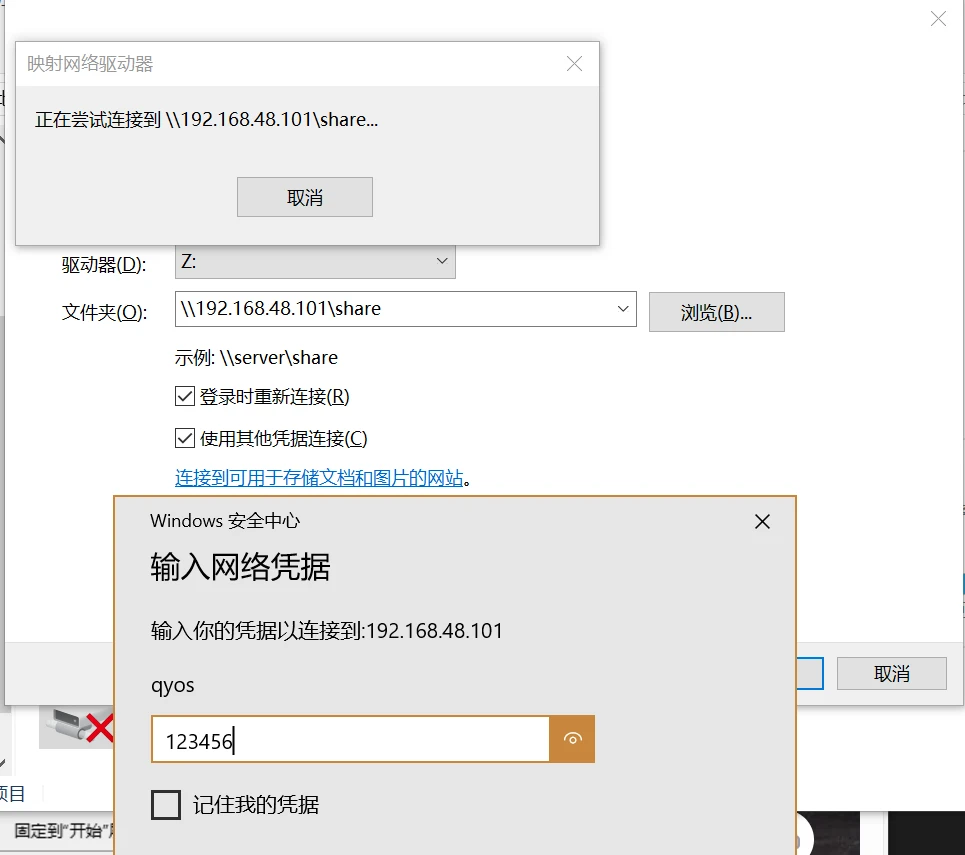 映射网络驱动器
正在尝试连接到 \\192.168.48.101\share...
取消
驱动器(D): Z:
文件夹(O): \\192.168.48.101\share 浏览(B)...
示例: \\server\share
登录时重新连接(R)
使用其他凭据连接(C)
连接到可用于存储文档和图片的网站。
Windows 安全中心
输入网络凭据
输入你的凭据以连接到:192.168.48.101
取消
qyos
123456
项目
记住我的凭据
固定到"开始"